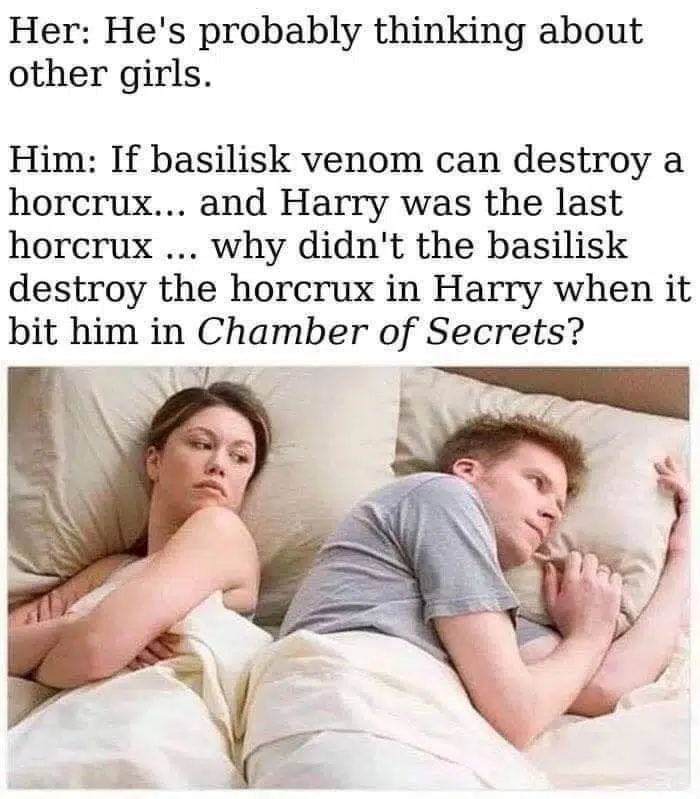 Her: He's probably thinking about
other girls.
Him: If basilisk venom can destroy a
horcrux... and Harry was the last
horcrux ... why didn't the basilisk
destroy the horcrux in Harry when it
bit him in Chamber of Secrets?